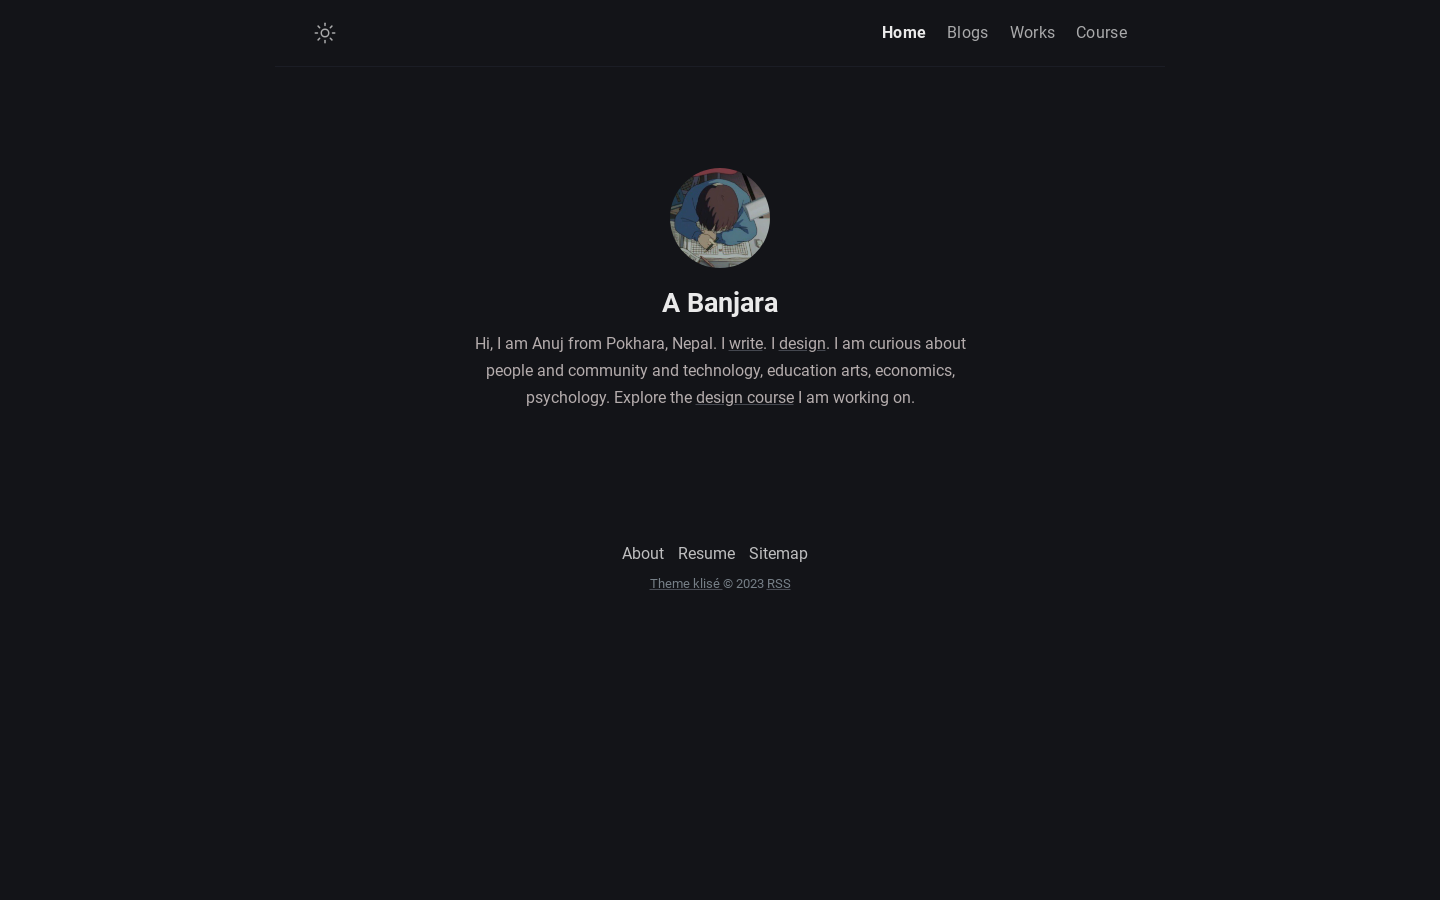 Home Blogs Works Course
A Banjara
Hi, I am Anuj from Pokhara, Nepal. I write. I design. I am curious about
people and community and technology, education arts, economics,
psychology. Explore the design course I am working on.
About Resume Sitemap
Theme klisé © 2023 RSS